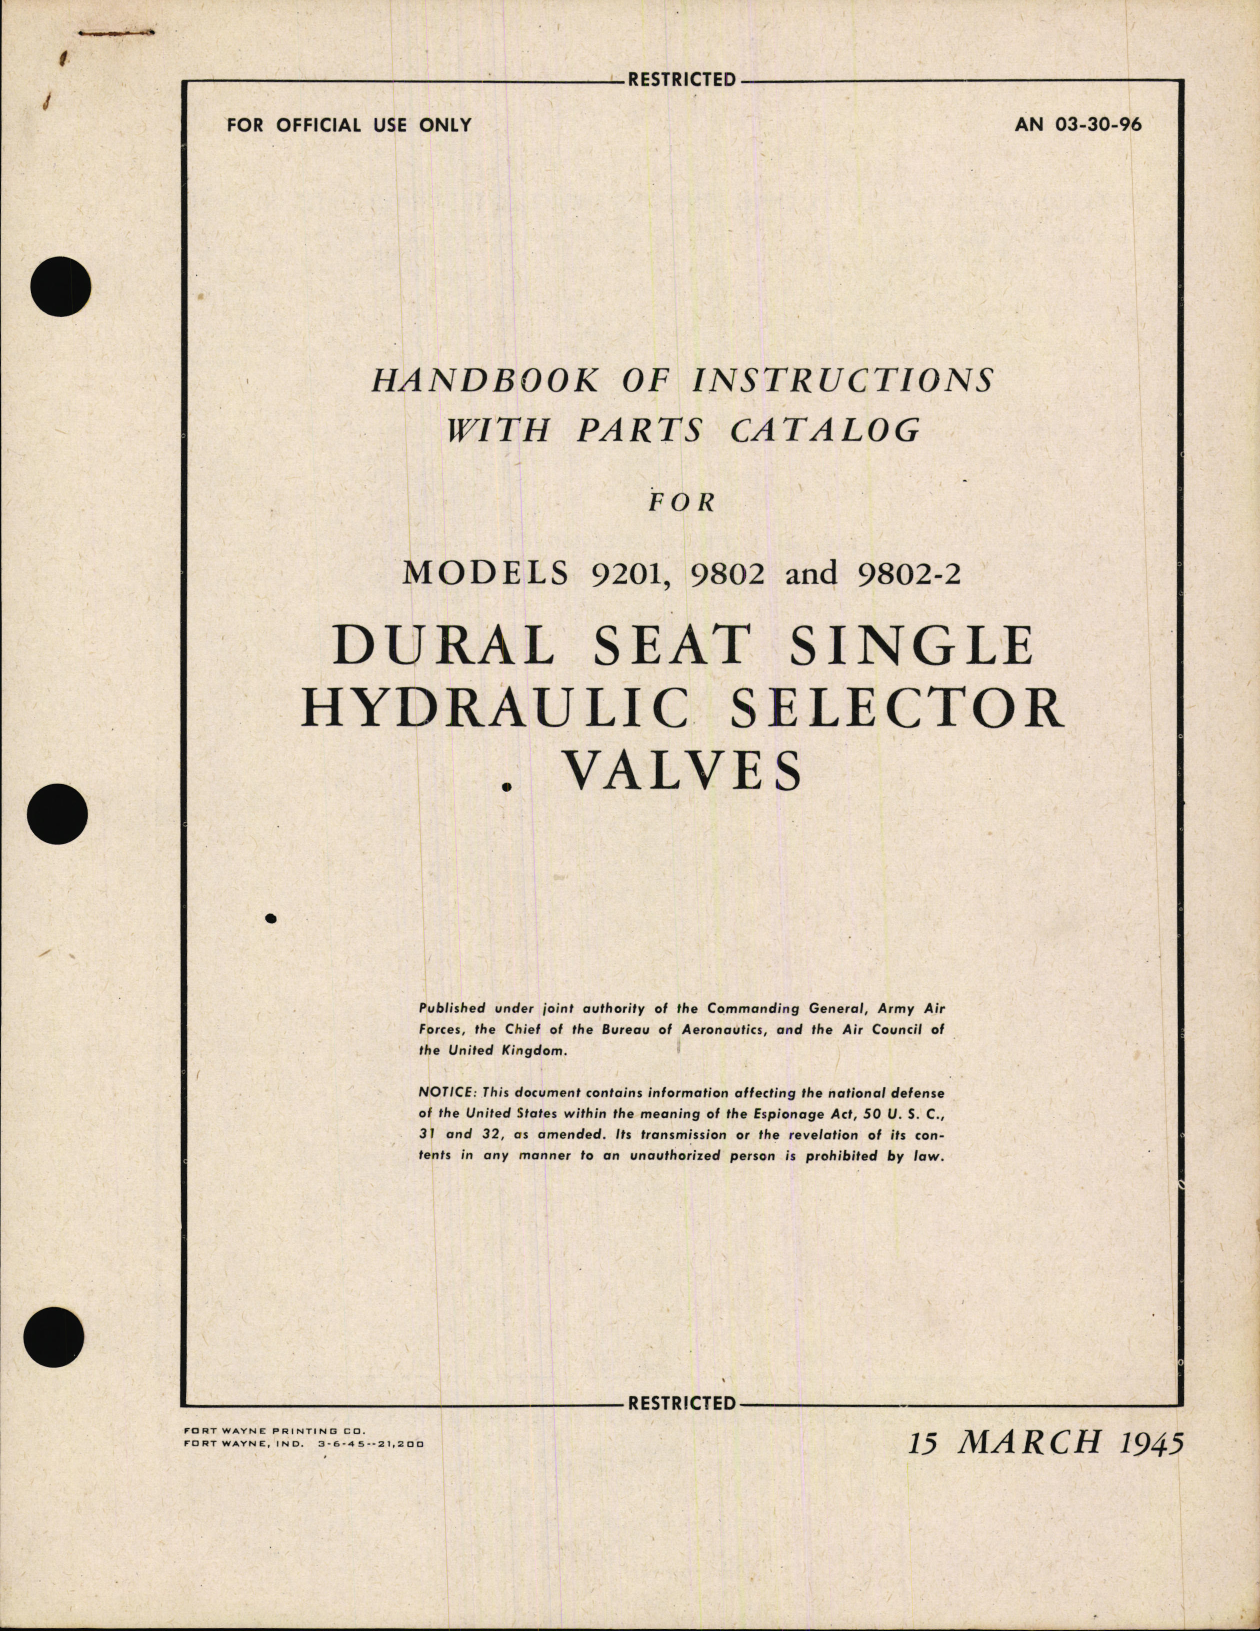 RESTRICTED
FOR OFFICIAL USE ONLY
AN 03-30-96
HANDBOOK OF INSTRUCTIONS
WITH PARTS CATALOG
FOR
MODELS 9201, 9802 and 9802-2
DURAL SEAT SINGLE
HYDRAULIC SELECTOR
VALVES
Published under joint authority of the Commanding General, Army Air
Forces, the Chief of the Bureau of Aeronautics, and the Air Council of
the United Kingdom.
NOTICE: This document contains information affecting the national defense
of the United States within the meaning of the Espionage Act, 50 U. S. C.,
31 and 32, as amended. Its transmission or the revelation of its con-
tents in any manner to an unauthorized person is prohibited by law.
RESTRICTED
FORT WAYNE PRINTING CO.
FORT WAYNE, IND. 3-6-45--21,200
15 MARCH 1945